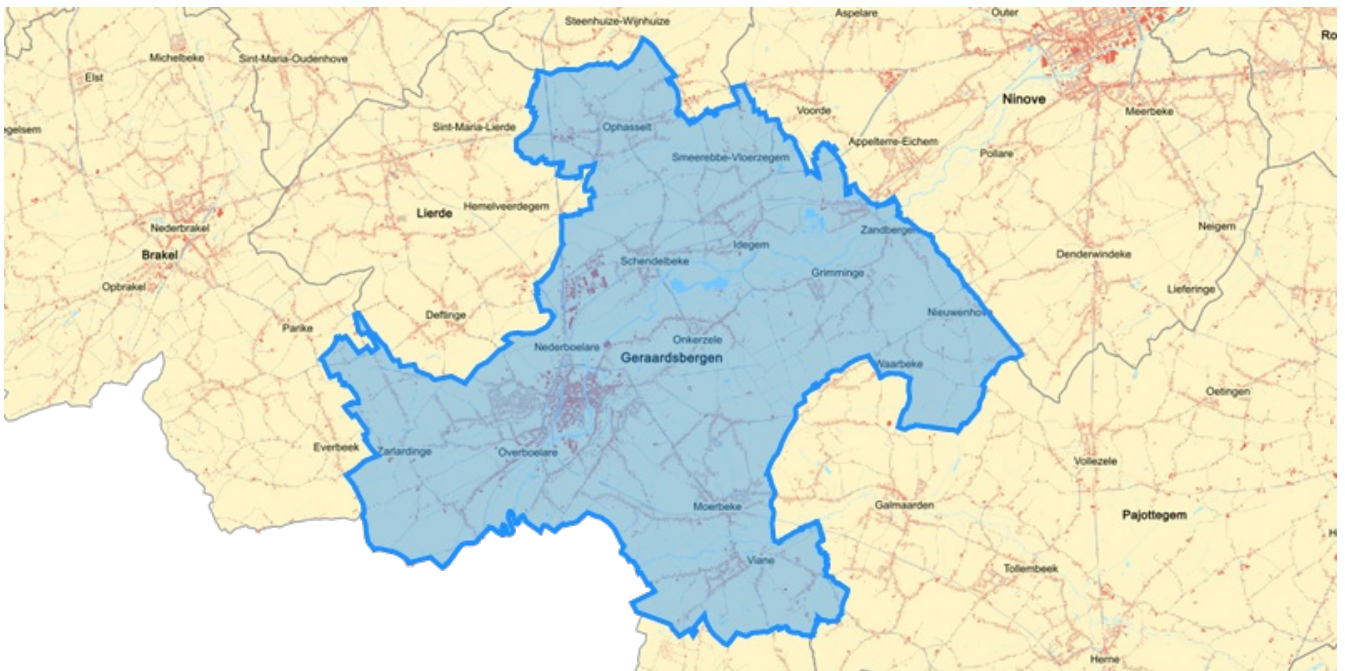 Steenhuize-Wijnhuize
Aspelare
Outer
Michelbeke
Sint-Maria-Oudenhove
Elst
Ninove
Voorde
Meerbeke
Sint-Maria-Lierde
Ophasselt
egelsem
Appelterre-Eichem
Smeerebbe-Vloerzegem
Pollare
Hemelveerdegem
Lierde
Nederbrakel
Neigem
Zandbergen
Idegem
Brakel
Denderwindeke
Schendelbeke
Grimminge
Opbrakel
Lieferinge
Nieuwenhove
Deftinge
Parike
Onkerzele
Nederboelare
Geraardsbergen
Waarbeke
Oetingen
Everbeek
Zarlardinge
Overboelare
Vollezele
Galmaarden
Moerbeke
Pajottegem
Viane
Tollembeek
Herne